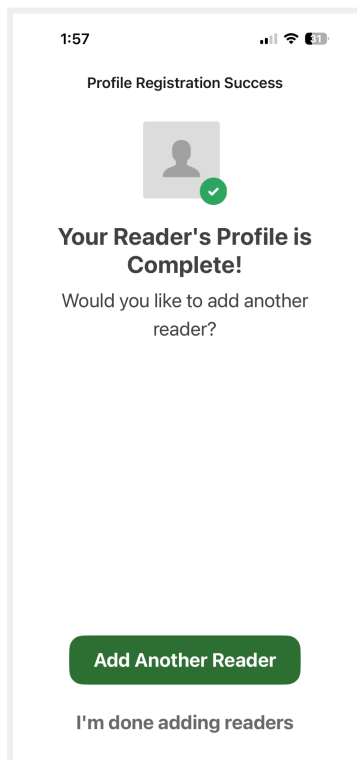 1:57
31
Profile Registration Success
Your Reader's Profile is
Complete!
Would you like to add another
reader?
Add Another Reader
I'm done adding readers